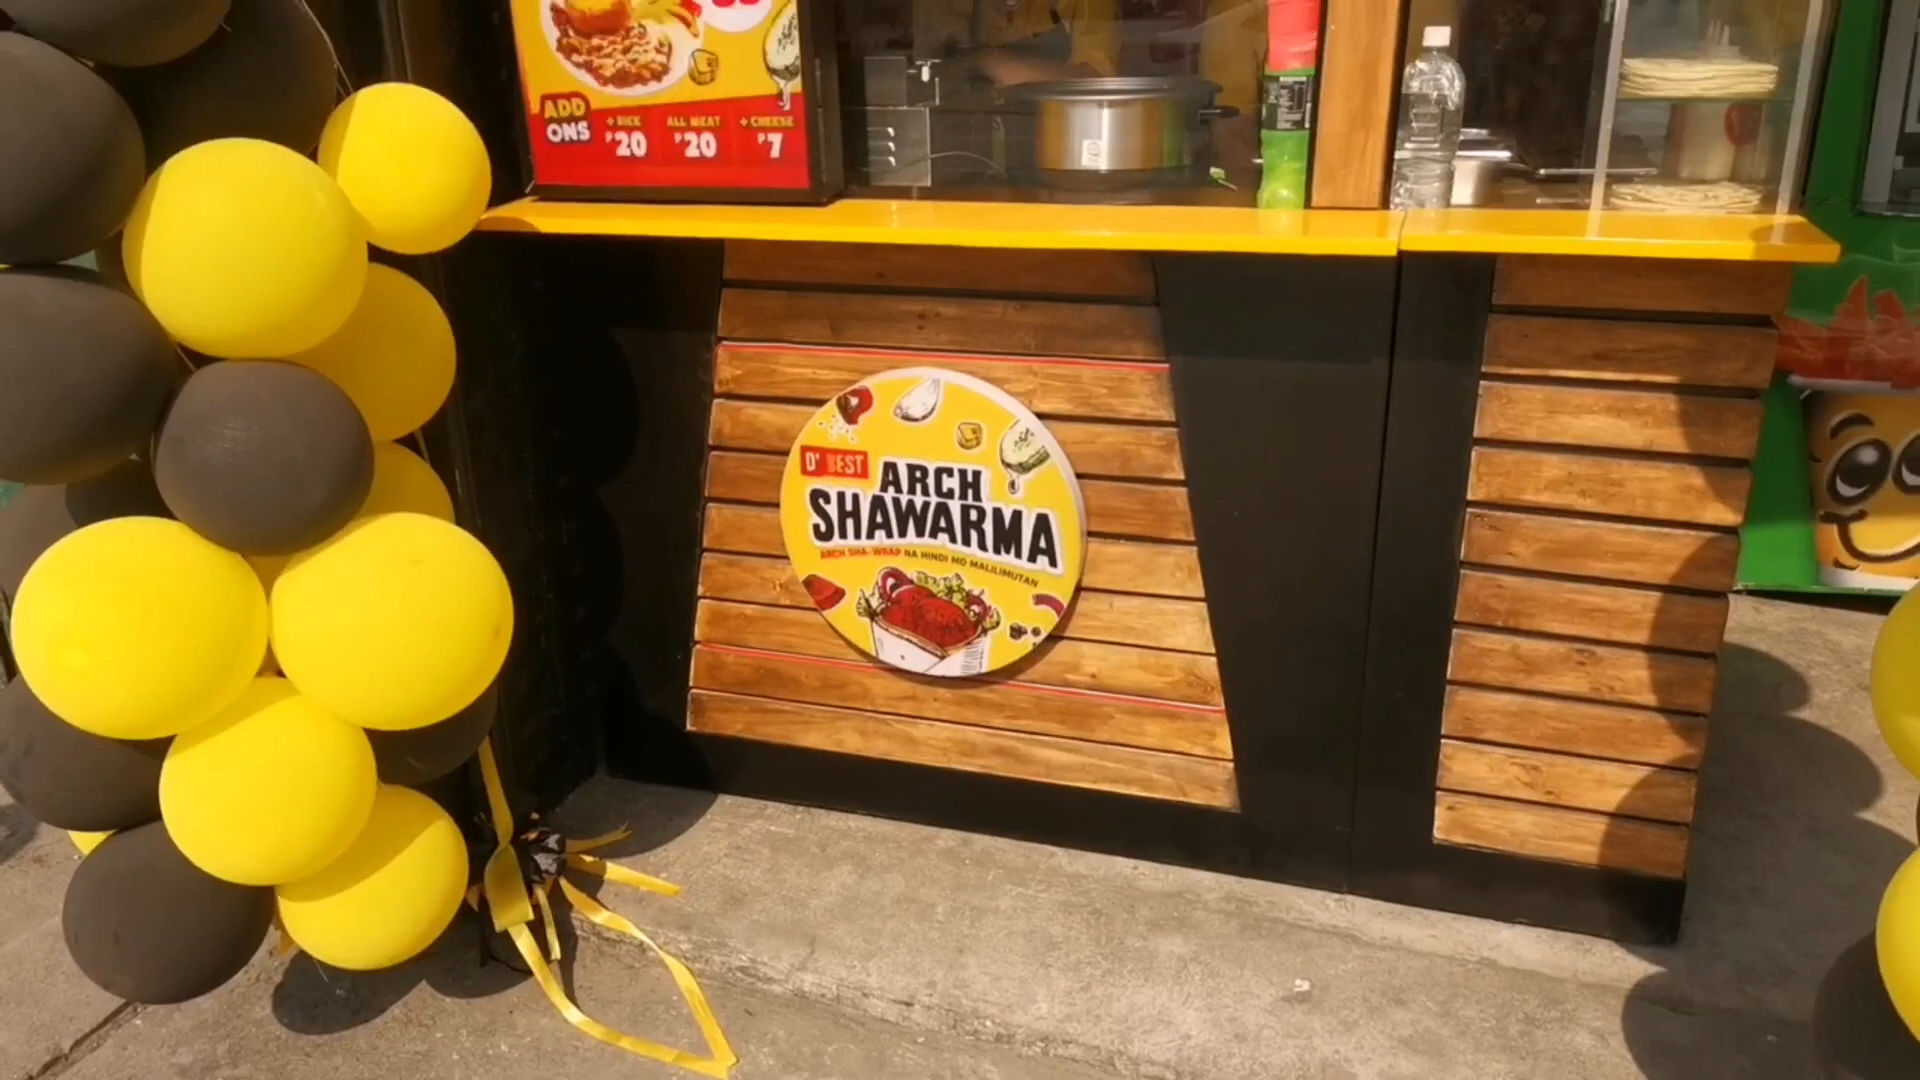 ADD ONS
+ RICE ₱20
ALL MEAT ₱20
+ CHEESE ₱7
D' BEST
ARCH
SHAWARMA
ARCH SHA-WRAP NA HINDI MO MALILIMUTAN